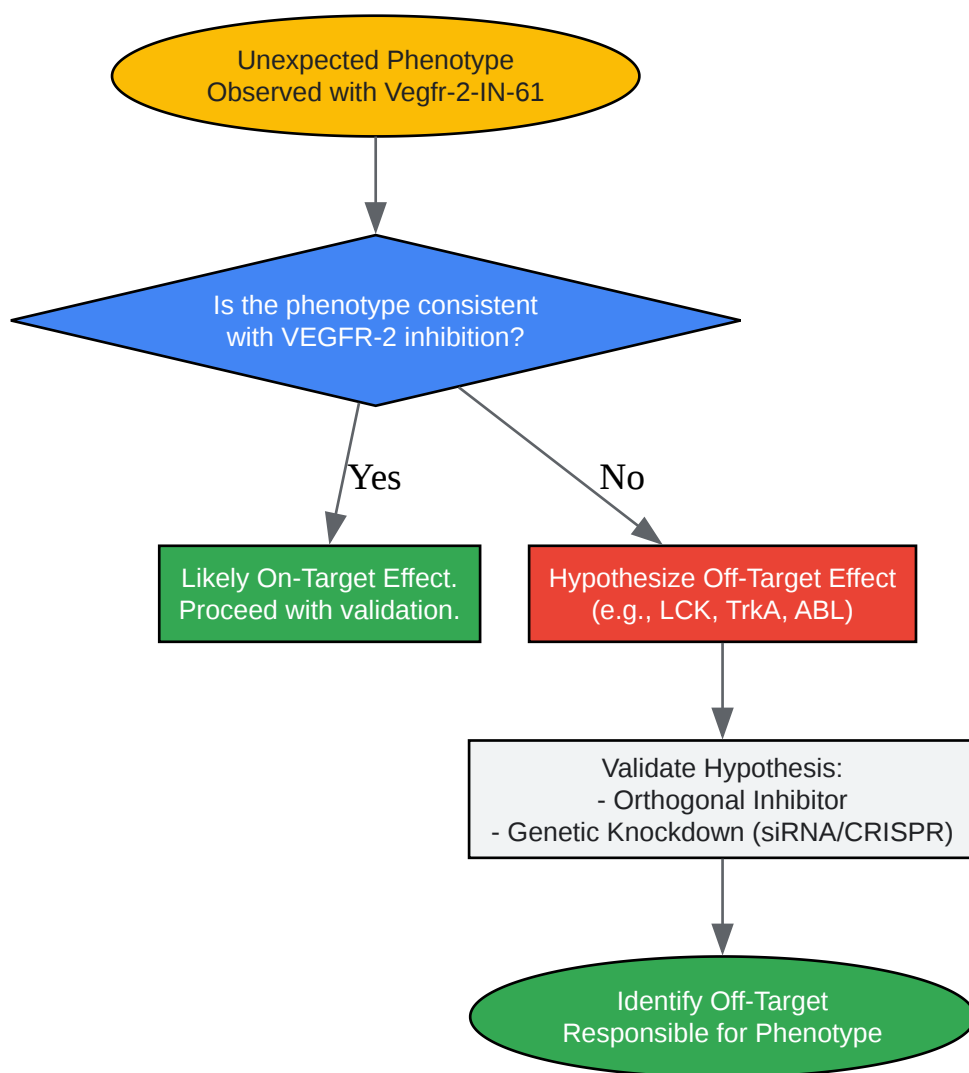 Unexpected Phenotype
Observed with Vegfr-2-IN-61
Is the phenotype consistent
with VEGFR-2 inhibition?
Yes
No
Likely On-Target Effect.
Proceed with validation.
Hypothesize Off-Target Effect
(e.g., LCK, TrkA, ABL)
Validate Hypothesis:
- Orthogonal Inhibitor
- Genetic Knockdown (siRNA/CRISPR)
Identify Off-Target
Responsible for Phenotype